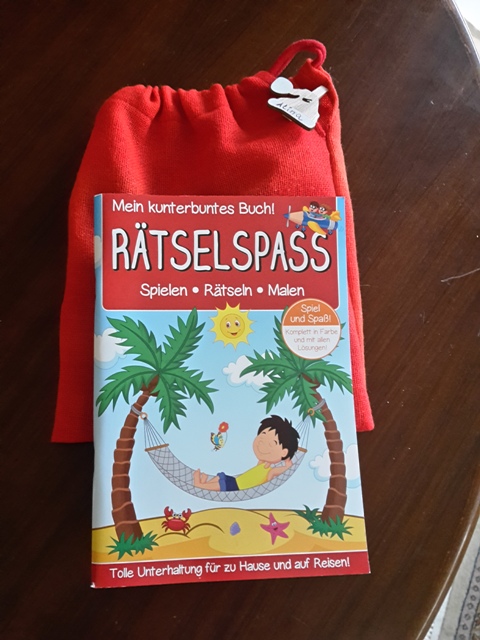 Alina
Mein kunterbuntes Buch!
RÄTSELSPASS
Spielen • Rätseln • Malen
Spiel
und Spaß!
Komplett in Farbe
und mit allen
Lösungen!
Tolle Unterhaltung für zu Hause und auf Reisen!